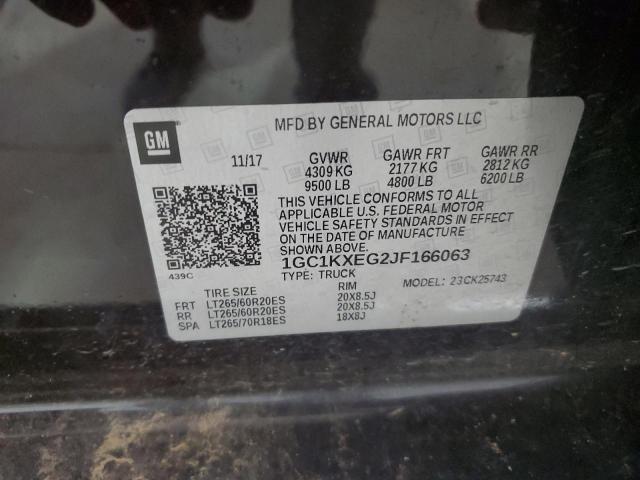 MFD BY GENERAL MOTORS LLC
GM
11/17 GVWR GAWR FRT GAWR RR
4309 KG 2177 KG 2812 KG
9500 LB 4800 LB 6200 LB
THIS VEHICLE CONFORMS TO ALL
APPLICABLE U.S. FEDERAL MOTOR
VEHICLE SAFETY STANDARDS IN EFFECT
ON THE DATE OF MANUFACTURE
SHOWN ABOVE.
439C
1GC1KXEG2JF166063
TYPE: TRUCK MODEL: 23CK25743
TIRE SIZE RIM
FRT LT265/60R20ES 20X8.5J
RR LT265/60R20ES 20X8.5J
SPA LT265/70R18ES 18X8J